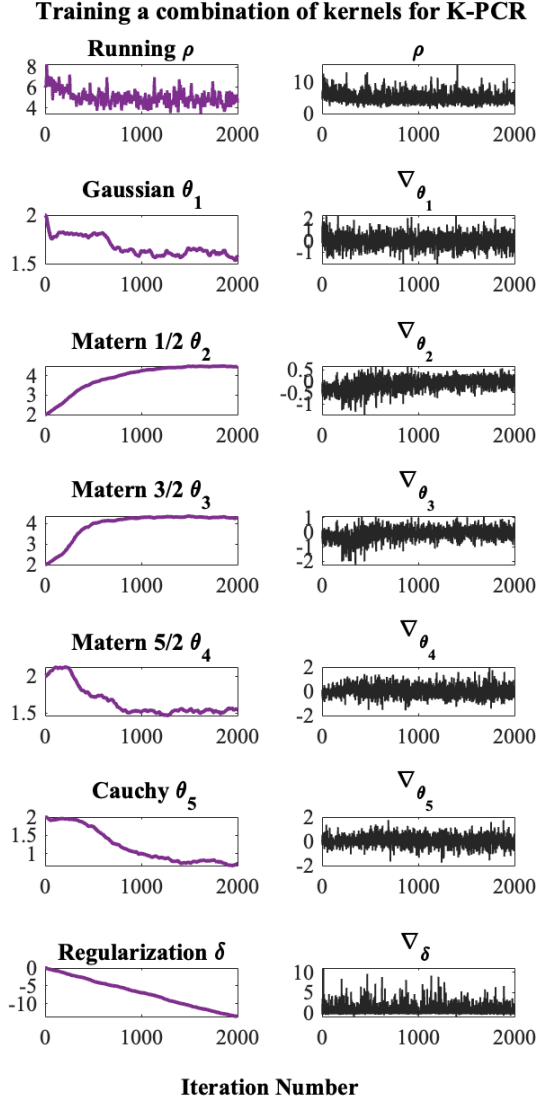 Training a combination of kernels for K-PCR
Running ρ
ρ
8
6
4
0 1000 2000
10
5
0
0 1000 2000
Gaussian θ1
∇θ1
2
1.5
0 1000 2000
2
1
0
-1
0 1000 2000
Matern 1/2 θ2
∇θ2
4
3
2
0 1000 2000
0.5
0
-0.5
-1
0 1000 2000
Matern 3/2 θ3
∇θ3
4
3
2
0 1000 2000
1
0
-1
-2
0 1000 2000
Matern 5/2 θ4
∇θ4
2
1.5
0 1000 2000
2
0
-2
0 1000 2000
Cauchy θ5
∇θ5
2
1.5
1
0 1000 2000
2
0
-2
0 1000 2000
Regularization δ
∇δ
0
-5
-10
0 1000 2000
10
5
0
0 1000 2000
Iteration Number